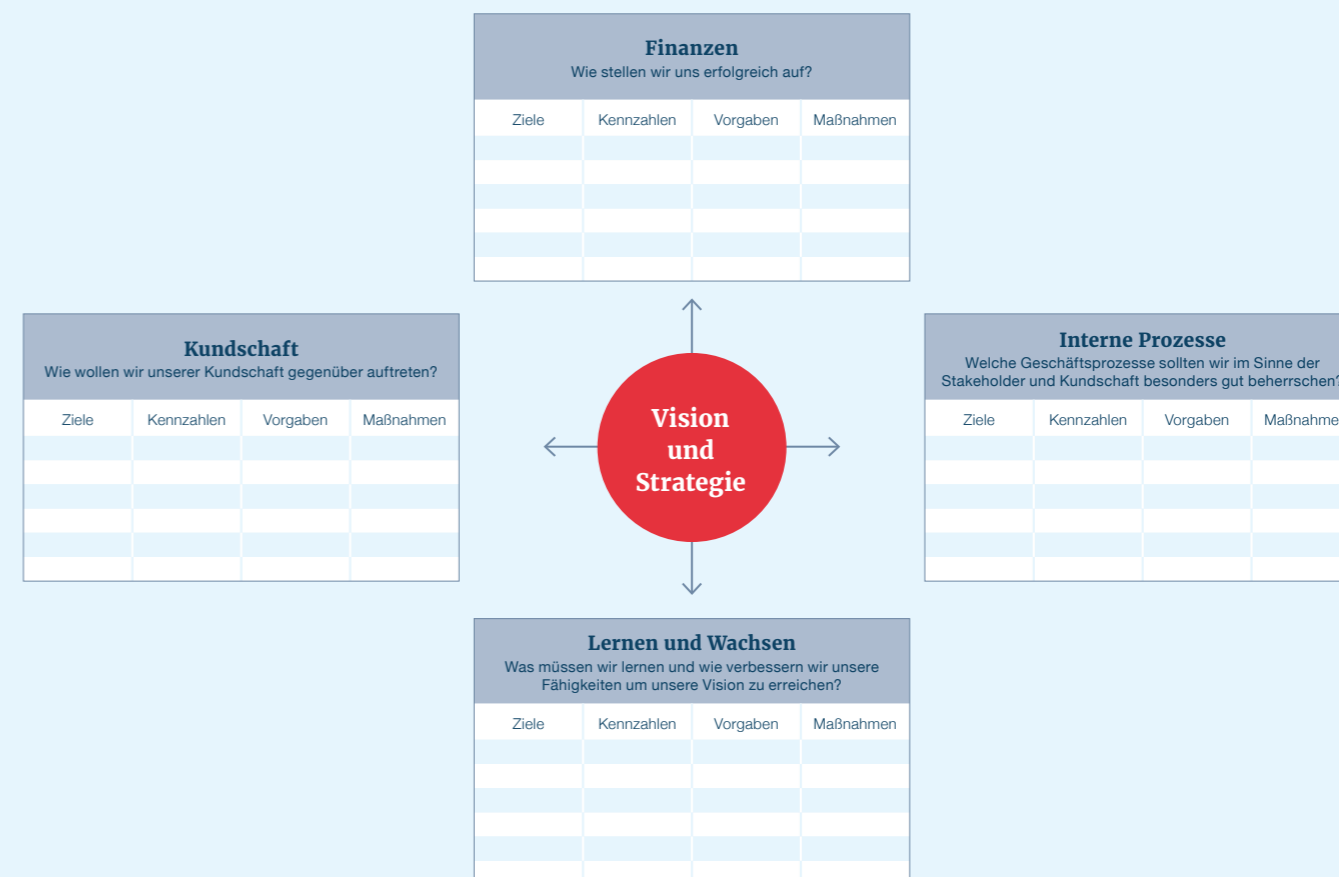 Finanzen
Wie stellen wir uns erfolgreich auf?
Ziele Kennzahlen Vorgaben Maßnahmen
Kundschaft
Wie wollen wir unserer Kundschaft gegenüber auftreten?
Ziele Kennzahlen Vorgaben Maßnahmen
Vision
und
Strategie
Interne Prozesse
Welche Geschäftsprozesse sollten wir im Sinne der
Stakeholder und Kundschaft besonders gut beherrschen?
Ziele Kennzahlen Vorgaben Maßnahme
Lernen und Wachsen
Was müssen wir lernen und wie verbessern wir unsere
Fähigkeiten um unsere Vision zu erreichen?
Ziele Kennzahlen Vorgaben Maßnahmen